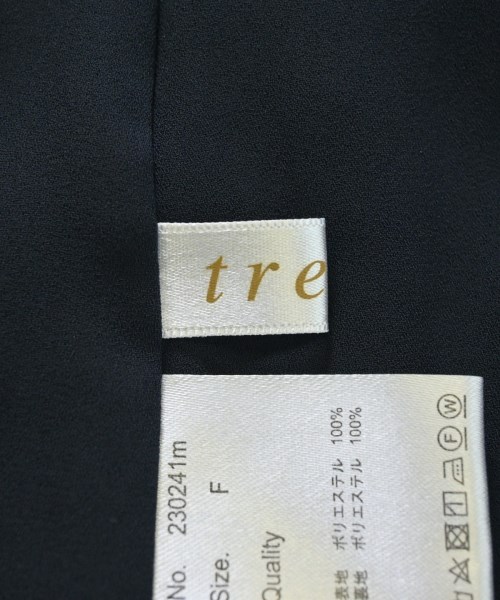 tre
No. 230241m
Size. F
Quality
表地 ポリエステル 100%
裏地 ポリエステル 100%
F W